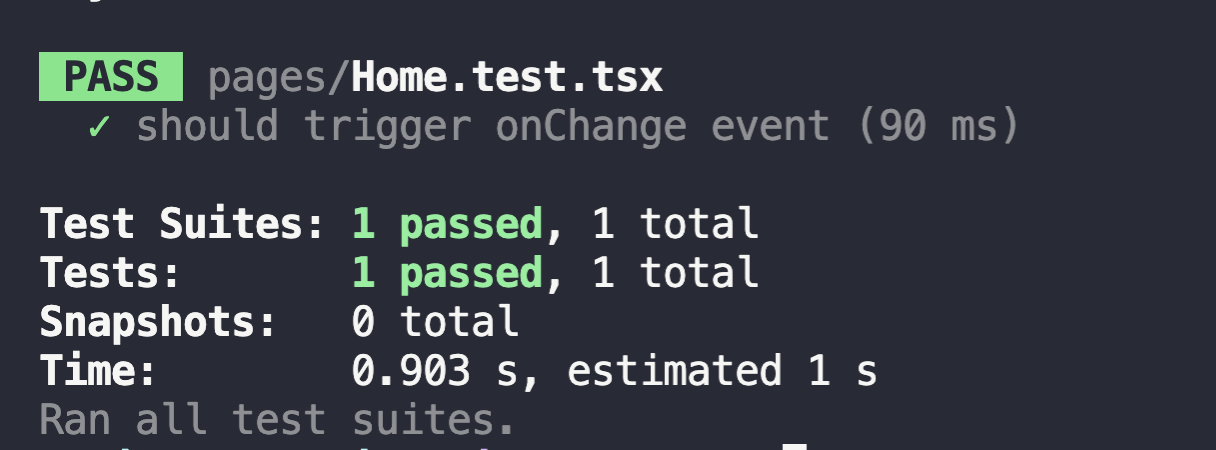 PASS pages/Home.test.tsx
✓ should trigger onChange event (90 ms)
Test Suites: 1 passed, 1 total
Tests: 1 passed, 1 total
Snapshots: 0 total
Time: 0.903 s, estimated 1 s
Ran all test suites.